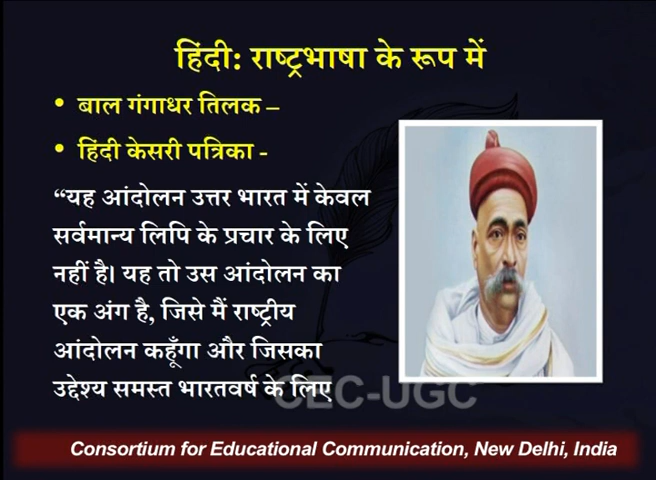 हिंदी: राष्ट्रभाषा के रूप में
• बाल गंगाधर तिलक –
• हिंदी केसरी पत्रिका -
“यह आंदोलन उत्तर भारत में केवल
सर्वमान्य लिपि के प्रचार के लिए
नहीं है। यह तो उस आंदोलन का
एक अंग है, जिसे मैं राष्ट्रीय
आंदोलन कहूँगा और जिसका
उद्देश्य समस्त भारतवर्ष के लिए
CEC-UGC
Consortium for Educational Communication, New Delhi, India